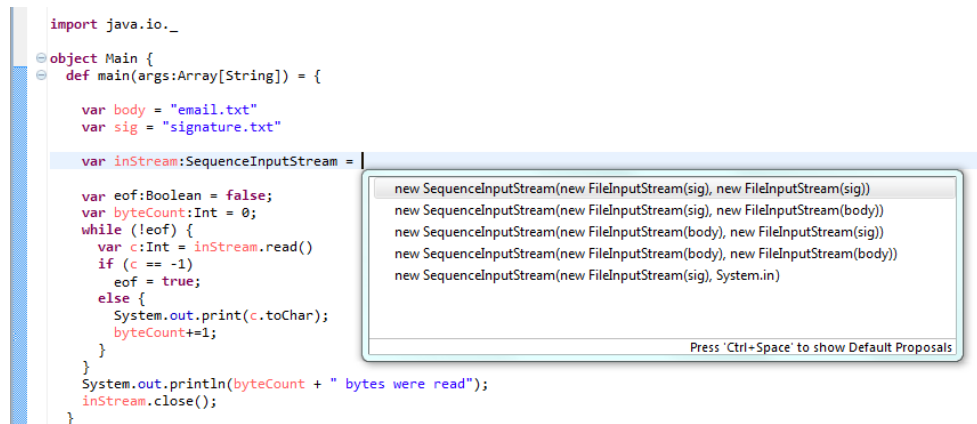 import java.io._
object Main {
def main(args:Array[String]) = {
var body = "email.txt"
var sig = "signature.txt"
var inStream:SequenceInputStream =
new SequenceInputStream(new FileInputStream(sig), new FileInputStream(sig))
new SequenceInputStream(new FileInputStream(sig), new FileInputStream(body))
new SequenceInputStream(new FileInputStream(body), new FileInputStream(sig))
new SequenceInputStream(new FileInputStream(body), new FileInputStream(body))
new SequenceInputStream(new FileInputStream(sig), System.in)
Press 'Ctrl+Space' to show Default Proposals
var eof:Boolean = false;
var byteCount:Int = 0;
while (!eof) {
var c:Int = inStream.read()
if (c == -1)
eof = true;
else {
System.out.print(c.toChar);
byteCount+=1;
}
}
System.out.println(byteCount + " bytes were read");
inStream.close();
}